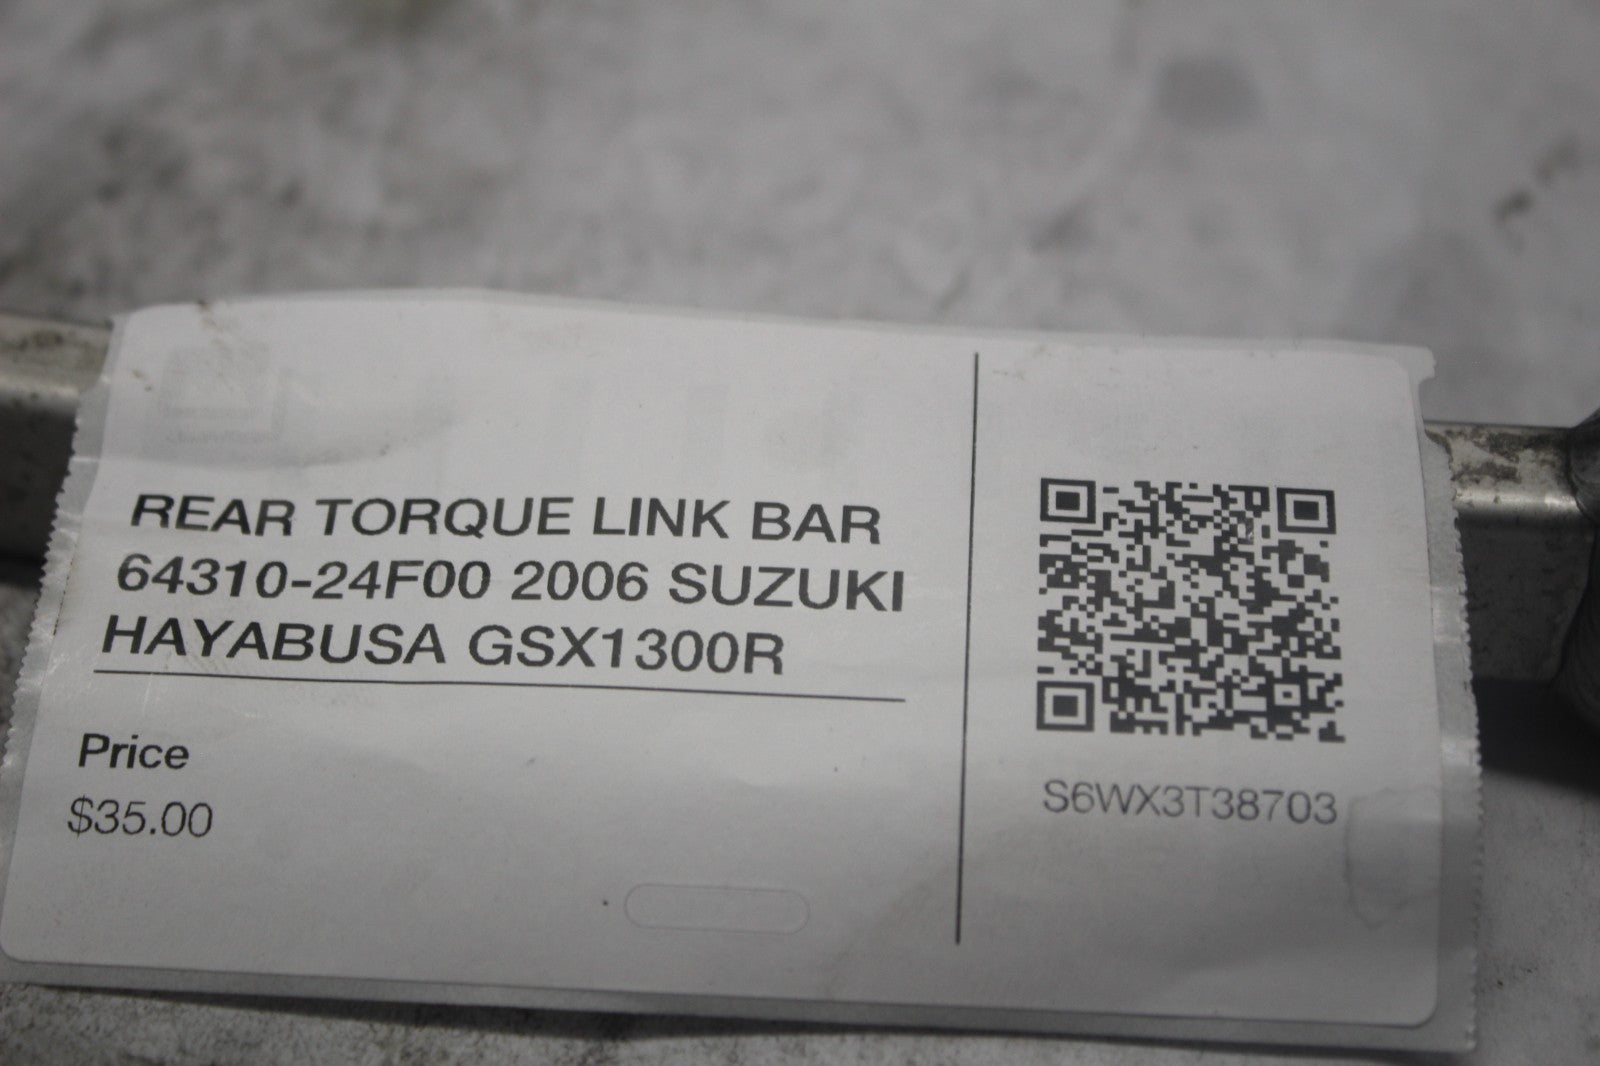 REAR TORQUE LINK BAR
64310-24F00 2006 SUZUKI
HAYABUSA GSX1300R
Price
$35.00
S6WX3T38703